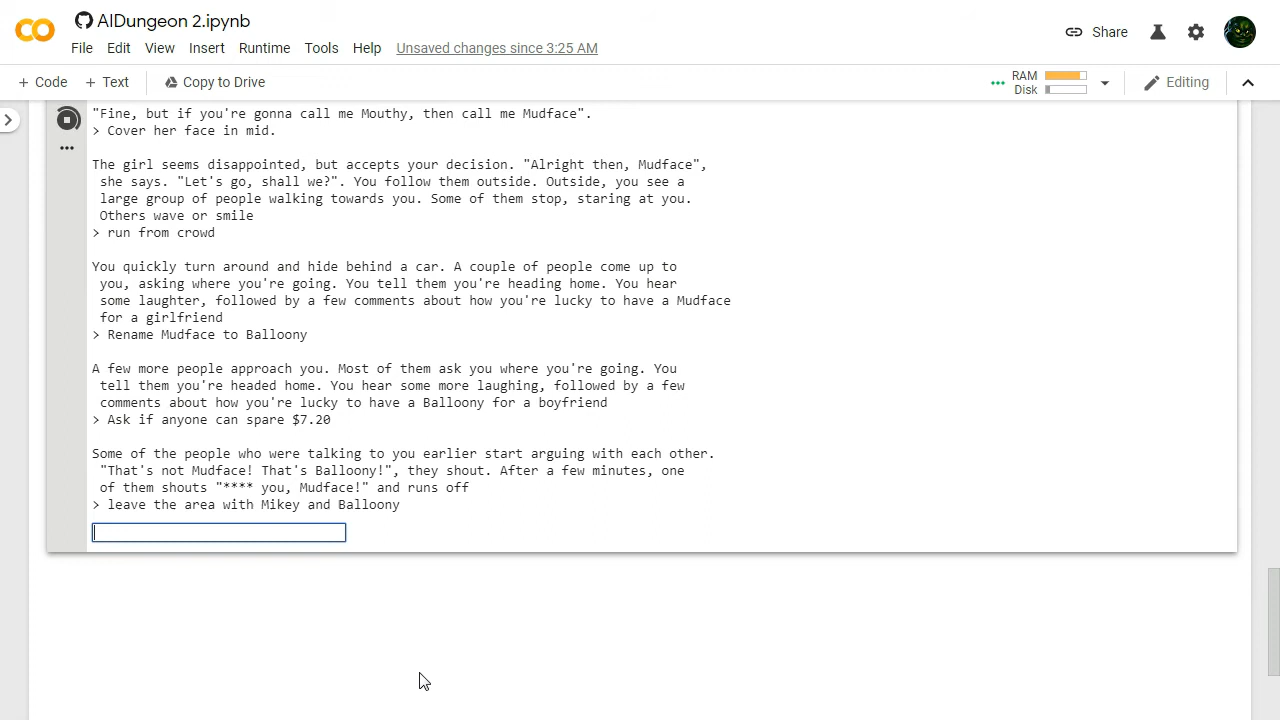 AIDungeon 2.ipynb
File Edit View Insert Runtime Tools Help Unsaved changes since 3:25 AM
Share
+ Code + Text Copy to Drive
RAM
Disk
Editing
"Fine, but if you're gonna call me Mouthy, then call me Mudface".
> Cover her face in mid.
The girl seems disappointed, but accepts your decision. "Alright then, Mudface",
she says. "Let's go, shall we?". You follow them outside. Outside, you see a
large group of people walking towards you. Some of them stop, staring at you.
Others wave or smile
> run from crowd
You quickly turn around and hide behind a car. A couple of people come up to
you, asking where you're going. You tell them you're heading home. You hear
some laughter, followed by a few comments about how you're lucky to have a Mudface
for a girlfriend
> Rename Mudface to Balloony
A few more people approach you. Most of them ask you where you're going. You
tell them you're headed home. You hear some more laughing, followed by a few
comments about how you're lucky to have a Balloony for a boyfriend
> Ask if anyone can spare $7.20
Some of the people who were talking to you earlier start arguing with each other.
"That's not Mudface! That's Balloony!", they shout. After a few minutes, one
of them shouts "**** you, Mudface!" and runs off
> leave the area with Mikey and Balloony